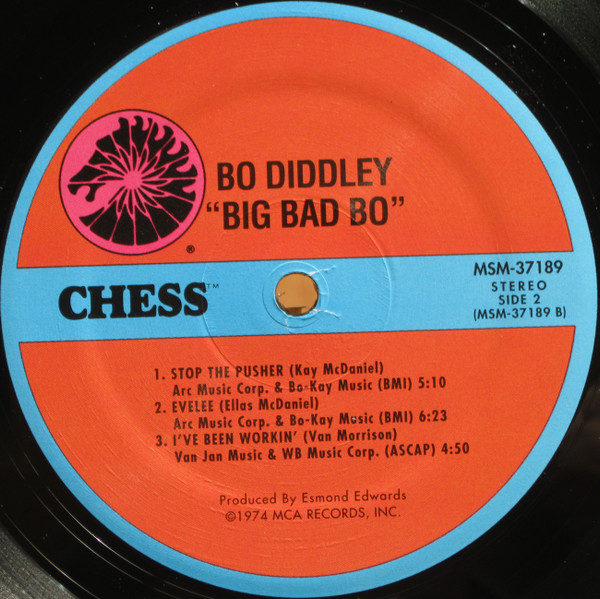 BO DIDDLEY
"BIG BAD BO"
®
CHESS™
MSM-37189
STEREO
SIDE 2
(MSM-37189 B)
1. STOP THE PUSHER (Kay McDaniel)
Arc Music Corp. & Bo-Kay Music (BMI) 5:10
2. EVELEE (Ellas McDaniel)
Arc Music Corp. & Bo-Kay Music (BMI) 6:23
3. I'VE BEEN WORKIN' (Van Morrison)
Van Jan Music & WB Music Corp. (ASCAP) 4:50
Produced By Esmond Edwards
©1974 MCA RECORDS, INC.